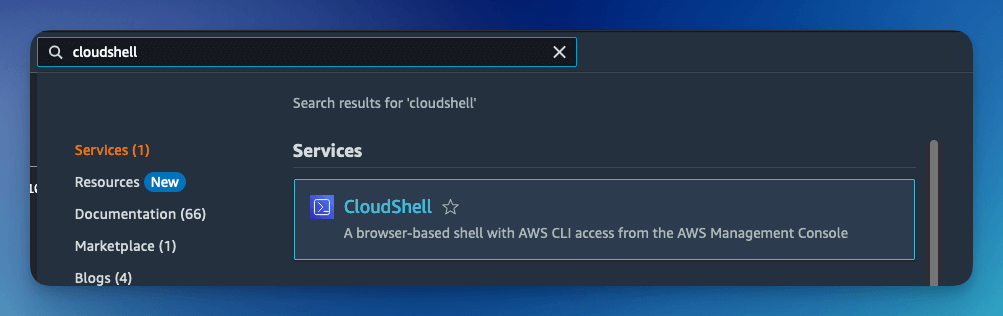 cloudshell
Search results for 'cloudshell'
Services (1)
Resources New
Documentation (66)
Marketplace (1)
Blogs (4)
Services
CloudShell
A browser-based shell with AWS CLI access from the AWS Management Console